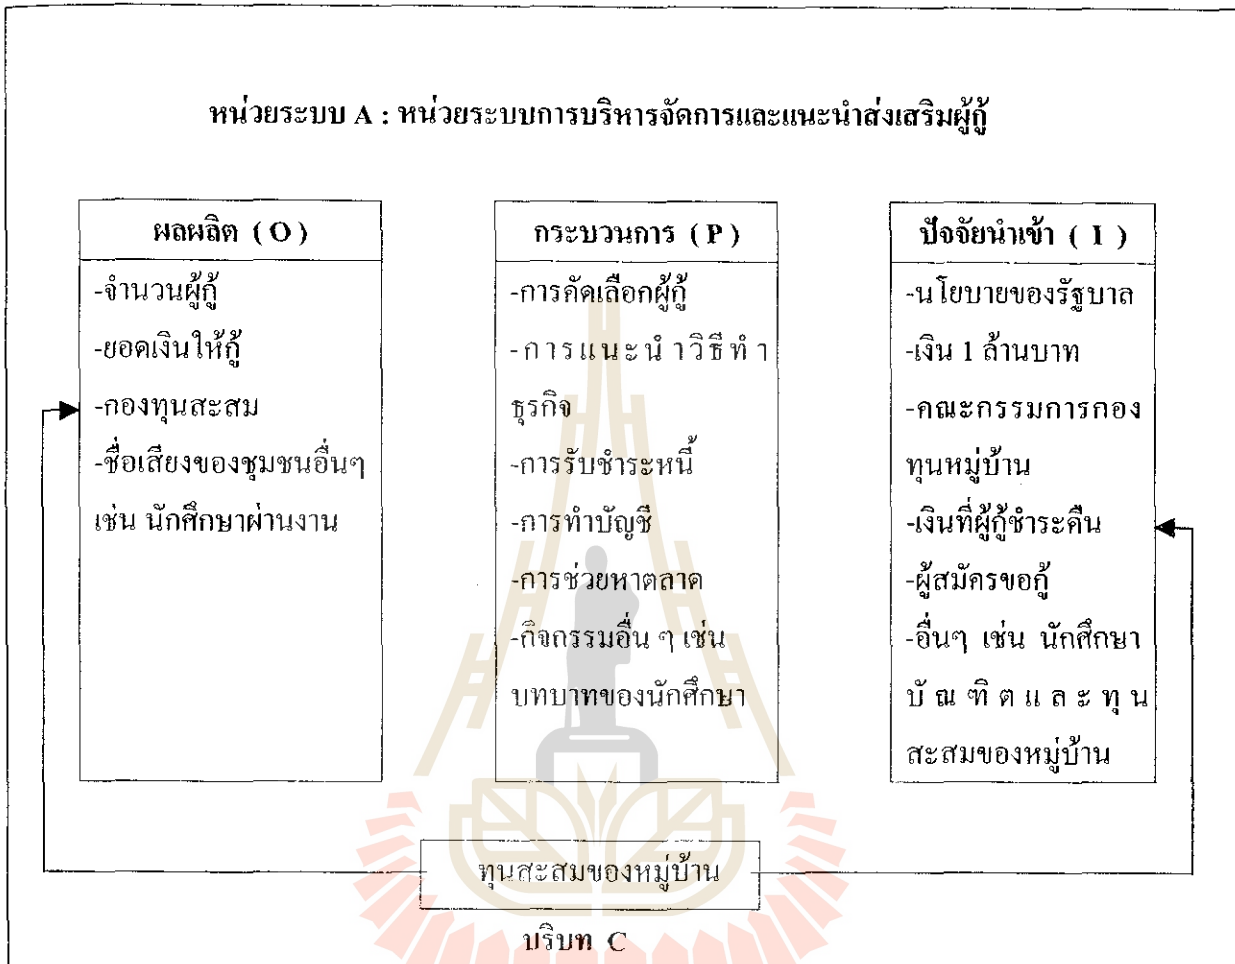 หน่วยระบบ A : หน่วยระบบการบริหารจัดการและแนะนำส่งเสริมผู้กู้
ผลผลิต ( O )
-จำนวนผู้กู้
-ยอดเงินให้กู้
-กองทุนสะสม
-ชื่อเสียงของชุมชนอื่นๆ
เช่น นักศึกษาผ่านงาน
กระบวนการ ( P )
-การคัดเลือกผู้กู้
-การแนะนำวิธีทำ
ธุรกิจ
-การรับชำระหนี้
-การทำบัญชี
-การช่วยหาตลาด
-กิจกรรมอื่น ๆ เช่น
บทบาทของนักศึกษา
ปัจจัยนำเข้า ( I )
-นโยบายของรัฐบาล
-เงิน 1 ล้านบาท
-คณะกรรมการกอง
ทุนหมู่บ้าน
-เงินที่ผู้กู้ชำระคืน
-ผู้สมัครขอกู้
-อื่นๆ เช่น นักศึกษา
บัณฑิตและทุน
สะสมของหมู่บ้าน
ทุนสะสมของหมู่บ้าน
บริบท C